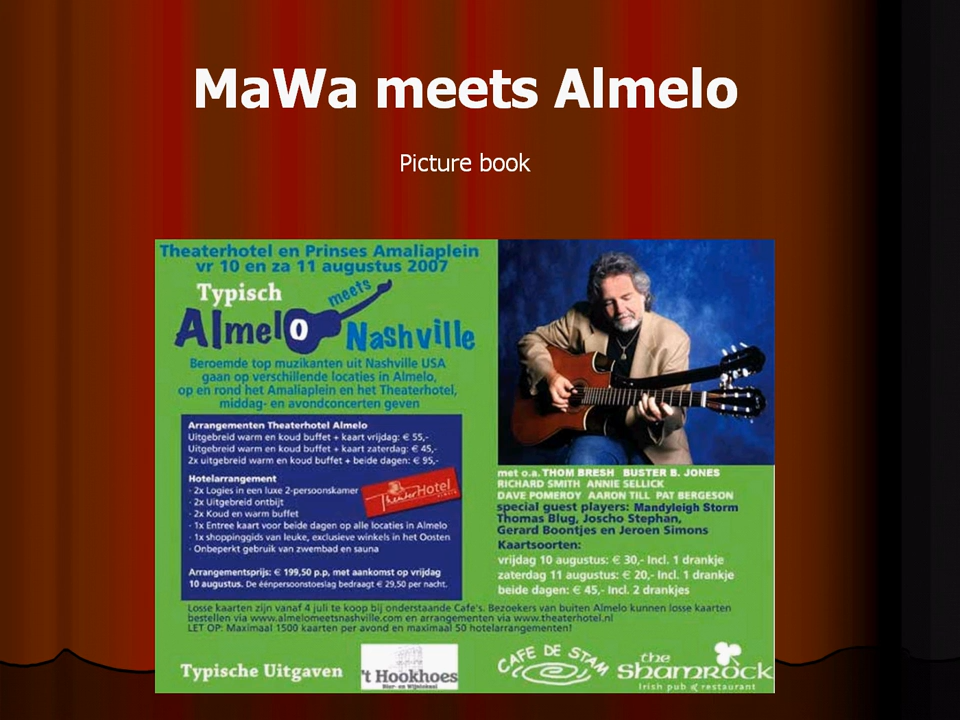 MaWa meets Almelo
Picture book
Theaterhotel en Prinses Amaliaplein
vr 10 en za 11 augustus 2007
Typisch
meets
Almelo
Nashville
Beroemde top muzikanten uit Nashville USA
gaan op verschillende locaties in Almelo,
op en rond het Amaliaplein en het Theaterhotel,
middag- en avondconcerten geven
Arrangementen Theaterhotel Almelo
Uitgebreid warm en koud buffet + kaart vrijdag: € 55,-
Uitgebreid warm en koud buffet + kaart zaterdag: € 45,-
2x uitgebreid warm en koud buffet + beide dagen: € 95,-
Hotelarrangement
· 2x Logies in een luxe 2-persoonskamer
· 2x Uitgebreid ontbijt
· 2x Koud en warm buffet
· 1x Entree kaart voor beide dagen op alle locaties in Almelo
· 1x shoppinggids van leuke, exclusieve winkels in het Oosten
· Onbeperkt gebruik van zwembad en sauna
TheaterHotel
ALMELO
Arrangementsprijs: € 199,50 p.p, met aankomst op vrijdag
10 augustus. De éénpersoonstoeslag bedraagt € 29,50 per nacht.
met o.a. THOM BRESH BUSTER B. JONES
RICHARD SMITH ANNIE SELLICK
DAVE POMEROY AARON TILL PAT BERGESON
special guest players: Mandyleigh Storm
Thomas Blug, Joscho Stephan,
Gerard Boontjes en Jeroen Simons
Kaartsoorten:
vrijdag 10 augustus: € 30,- Incl. 1 drankje
zaterdag 11 augustus: € 20,- Incl. 1 drankje
beide dagen: € 45,- Incl. 2 drankjes
Losse kaarten zijn vanaf 4 juli te koop bij onderstaande Cafe's. Bezoekers van buiten Almelo kunnen losse kaarten
bestellen via www.almelomeetsnashville.com en arrangementen via www.theaterhotel.nl
LET OP: Maximaal 1500 kaarten per avond en maximaal 50 hotelarrangementen!
Typische Uitgaven
't Hookhoes
Bier- en Wijnlokaal
CAFE DE STAM
the
Shamrock
Irish pub & restaurant